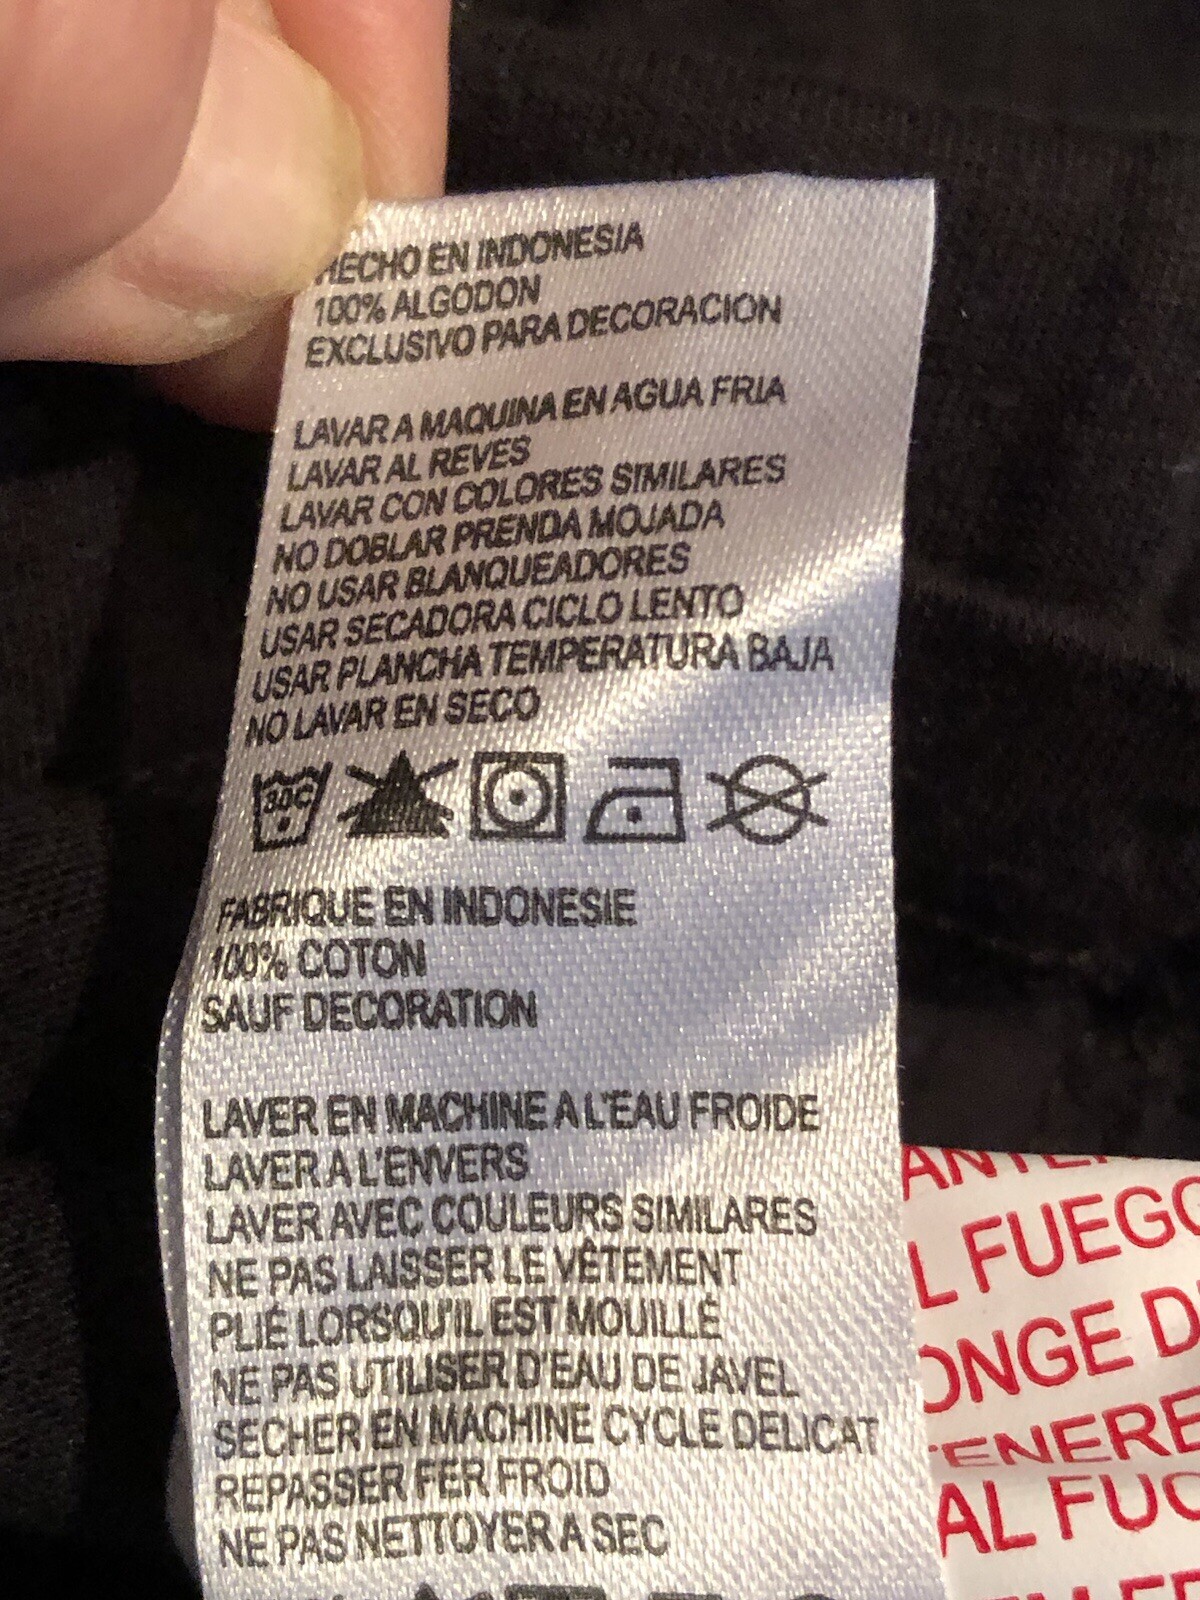 HECHO EN INDONESIA
100% ALGODON
EXCLUSIVO PARA DECORACION
LAVAR A MAQUINA EN AGUA FRIA
LAVAR AL REVES
LAVAR CON COLORES SIMILARES
NO DOBLAR PRENDA MOJADA
NO USAR BLANQUEADORES
USAR SECADORA CICLO LENTO
USAR PLANCHA TEMPERATURA BAJA
NO LAVAR EN SECO
30C
FABRIQUE EN INDONESIE
100% COTON
SAUF DECORATION
LAVER EN MACHINE A L'EAU FROIDE
LAVER A L'ENVERS
LAVER AVEC COULEURS SIMILARES
NE PAS LAISSER LE VÊTEMENT
PLIÉ LORSQU'IL EST MOUILLÉ
NE PAS UTILISER D'EAU DE JAVEL
SECHER EN MACHINE CYCLE DELICAT
REPASSER FER FROID
NE PAS NETTOYER A SEC
L FUEGO
ONGE D
TENERE
AL FUO